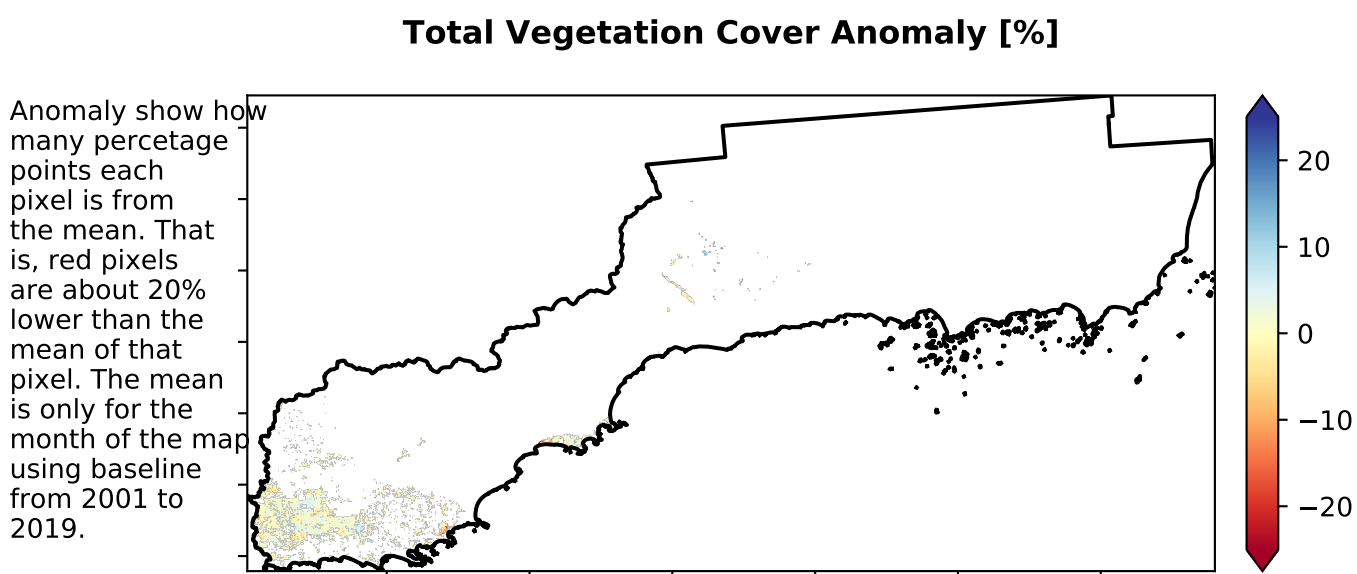 Total Vegetation Cover Anomaly [%]
Anomaly show how
many percetage
points each
pixel is from
the mean. That
is, red pixels
are about 20%
lower than the
mean of that
pixel. The mean
is only for the
month of the map
using baseline
from 2001 to
2019.
20
10
0
−10
−20